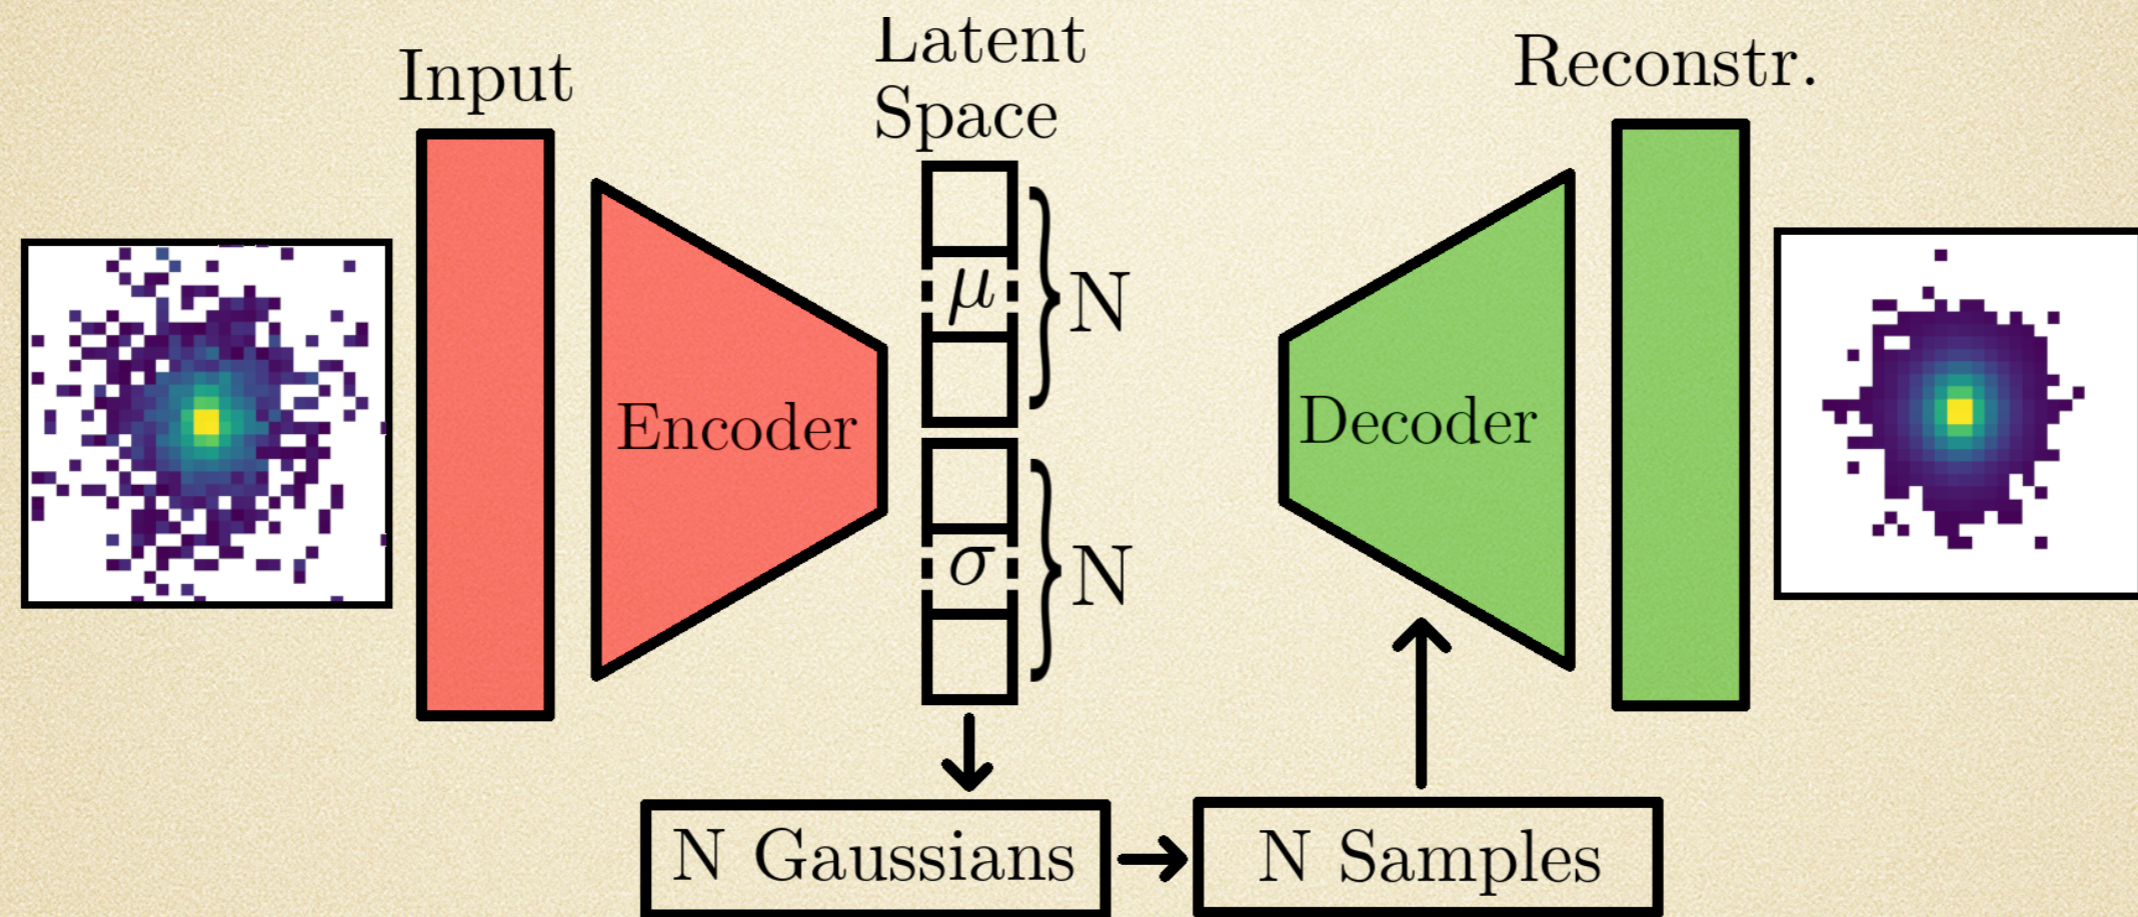 Input
Latent
Space
Reconstr.
μ
N
Encoder
Decoder
σ
N
N Gaussians
N Samples